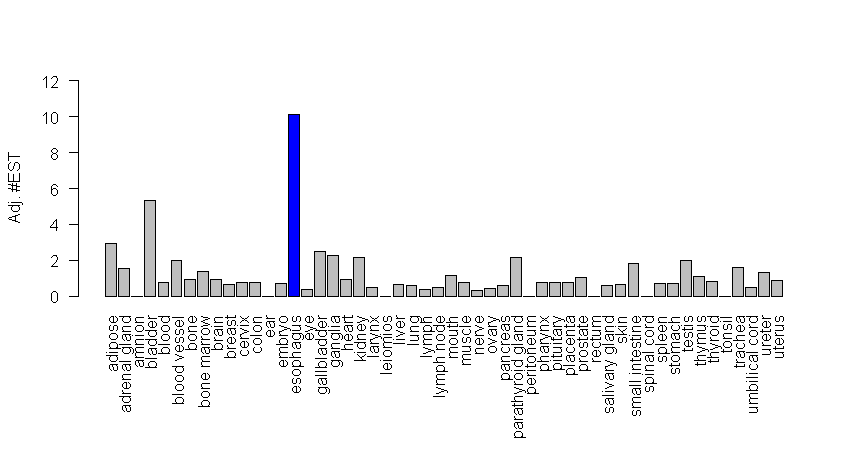 Adj. #EST
12
10
8
6
4
2
0
adipose
adrenal gland
amnion
bladder
blood
blood vessel
bone
bone marrow
brain
breast
cervix
colon
ear
embryo
esophagus
eye
gallbladder
ganglia
heart
kidney
larynx
leiomios
liver
lung
lymph
lymph node
mouth
muscle
nerve
ovary
pancreas
parathyroid gland
peritoneum
pharynx
pituitary
placenta
prostate
rectum
salivary gland
skin
small intestine
spinal cord
spleen
stomach
testis
thymus
thyroid
tonsil
trachea
umbilical cord
ureter
uterus